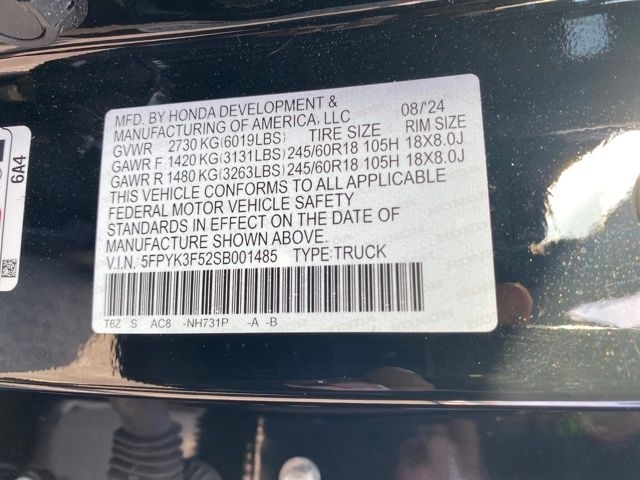 MFD. BY HONDA DEVELOPMENT & 08/'24
MANUFACTURING OF AMERICA, LLC
GVWR 2730 KG(6019LBS) TIRE SIZE RIM SIZE
GAWR F 1420 KG(3131LBS) 245/60R18 105H 18X8.0J
GAWR R 1480 KG(3263LBS) 245/60R18 105H 18X8.0J
THIS VEHICLE CONFORMS TO ALL APPLICABLE
FEDERAL MOTOR VEHICLE SAFETY
STANDARDS IN EFFECT ON THE DATE OF
MANUFACTURE SHOWN ABOVE.
V.I.N. 5FPYK3F52SB001485 TYPE:TRUCK
T6Z S AC8 -NH731P -A -B
6A4